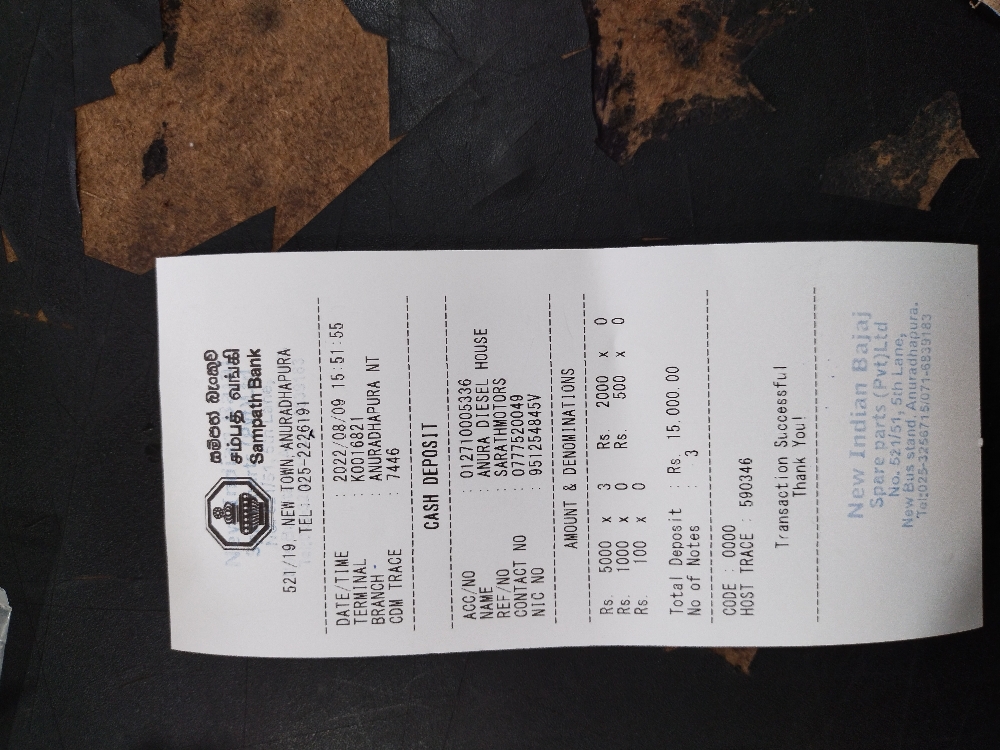 සම්පත් බැංකුව
சம்பத் வங்கி
Sampath Bank
521/19 NEW TOWN, ANURADHAPURA
TEL: 025-2226191
DATE/TIME : 2022/08/09 15:51:55
TERMINAL : K0016821
BRANCH : ANURADHAPURA NT
CDM TRACE : 7446
CASH DEPOSIT
ACC/NO : 012710005336
NAME : ANURA DIESEL HOUSE
REF/NO : SARATHMOTORS
CONTACT NO : 0777520049
NIC NO : 951254845V
AMOUNT & DENOMINATIONS
Rs. 5000 x 3 Rs. 2000 x 0
Rs. 1000 x 0 Rs. 500 x 0
Rs. 100 x 0
Total Deposit : Rs. 15,000.00
No of Notes : 3
CODE : 0000
HOST TRACE : 590346
Transaction Successful
Thank You!
New Indian Bajaj
Spare parts (Pvt)Ltd
No. 521/51, 5th Lane,
New Bus stand, Anuradhapura.
Tel:025-3256715/071-6839183